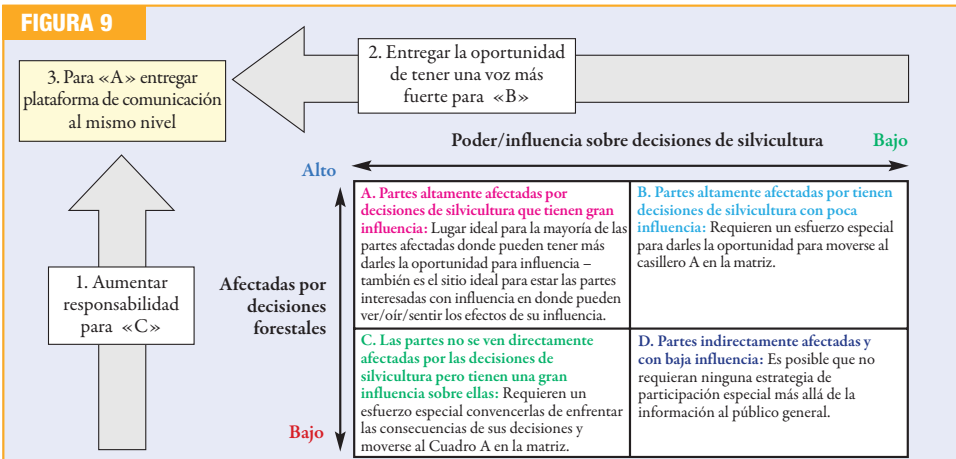 FIGURA 9
3. Para «A» entregar
plataforma de comunicación
al mismo nivel
2. Entregar la oportunidad
de tener una voz más
fuerte para «B»
Poder/influencia sobre decisiones de silvicultura
Bajo
Alto
1. Aumentar
responsabilidad
para «C»
Afectadas por
decisiones
forestales
A. Partes altamente afectadas por
decisiones de silvicultura que tienen gran
influencia: Lugar ideal para la mayoría de las
partes afectadas donde pueden tener más
darles la oportunidad para influencia –
también es el sitio ideal para estar las partes
interesadas con influencia en donde pueden
ver/oír/sentir los efectos de su influencia.
B. Partes altamente afectadas por tienen
decisiones de silvicultura con poca
influencia: Requieren un esfuerzo especial
para darles la oportunidad para moverse al
casillero A en la matriz.
C. Las partes no se ven directamente
afectadas por las decisiones de
silvicultura pero tienen una gran
influencia sobre ellas: Requieren un
esfuerzo especial convencerlas de enfrentar
las consecuencias de sus decisiones y
moverse al Cuadro A en la matriz.
D. Partes indirectamente afectadas y
con baja influencia: Es posible que no
requieran ninguna estrategia de
participación especial más allá de la
información al público general.
Bajo